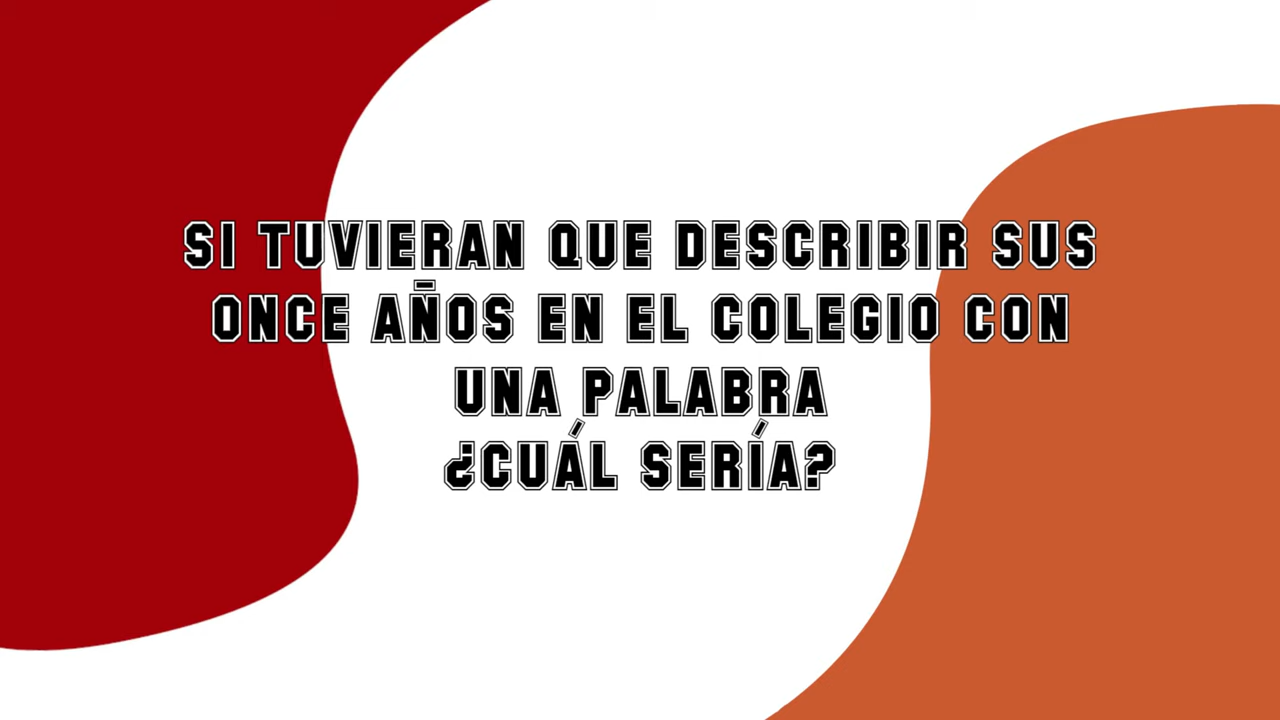 SI TUVIERAN QUE DESCRIBIR SUS
ONCE AÑOS EN EL COLEGIO CON
UNA PALABRA
¿CUÁL SERÍA?